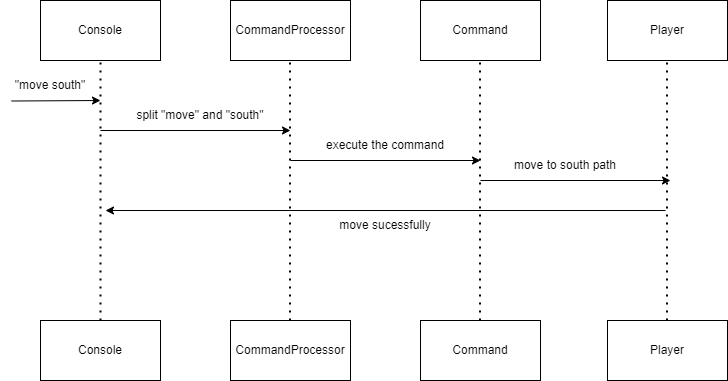 Console
CommandProcessor
Command
Player
"move south"
split "move" and "south"
execute the command
move to south path
move sucessfully
Console
CommandProcessor
Command
Player